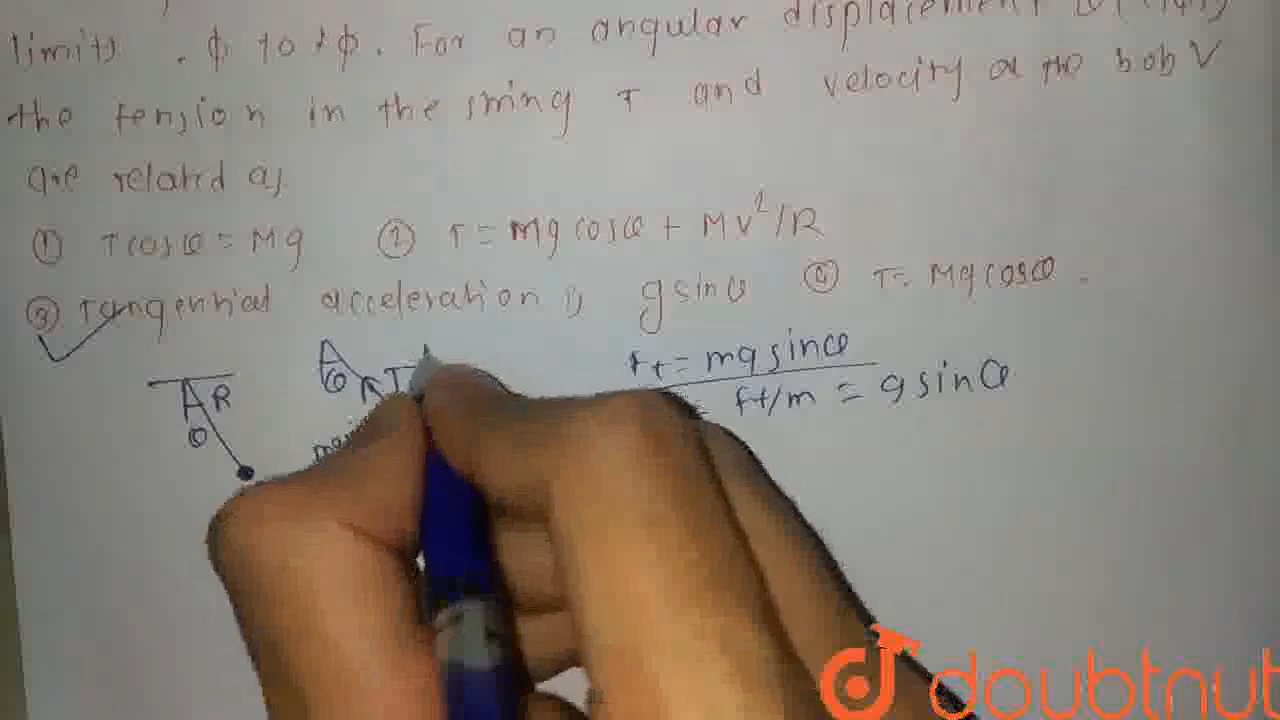 limits . ϕ to +ϕ . For an angular displacement
the tension in the string T and velocity of the bob V
are related as
① T cos θ = Mg ② T = Mg cos θ + MV²/R
③ Tangential acceleration is g sin θ ④ T = Mg cos θ .
R T
θ θ
Ft = mg sin θ
Ft/m = g sin θ
doubtnut